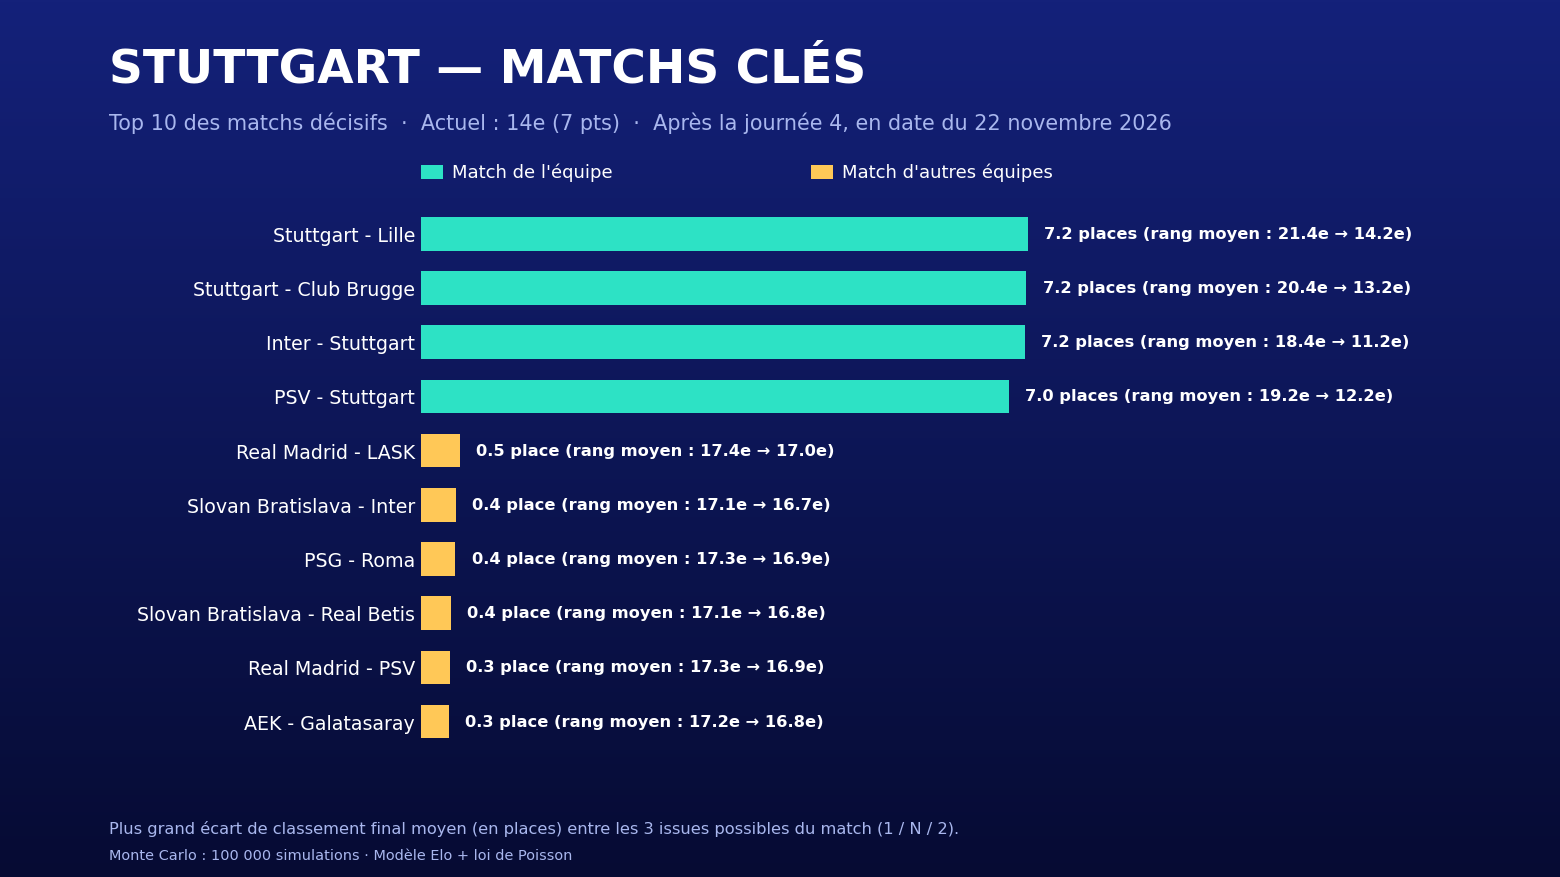 STUTTGART — MATCHS CLÉS
Top 10 des matchs décisifs · Actuel : 14e (7 pts) · Après la journée 4, en date du 22 novembre 2026
Match de l'équipe Match d'autres équipes
Stuttgart - Lille 7.2 places (rang moyen : 21.4e → 14.2e)
Stuttgart - Club Brugge 7.2 places (rang moyen : 20.4e → 13.2e)
Inter - Stuttgart 7.2 places (rang moyen : 18.4e → 11.2e)
PSV - Stuttgart 7.0 places (rang moyen : 19.2e → 12.2e)
Real Madrid - LASK 0.5 place (rang moyen : 17.4e → 17.0e)
Slovan Bratislava - Inter 0.4 place (rang moyen : 17.1e → 16.7e)
PSG - Roma 0.4 place (rang moyen : 17.3e → 16.9e)
Slovan Bratislava - Real Betis 0.4 place (rang moyen : 17.1e → 16.8e)
Real Madrid - PSV 0.3 place (rang moyen : 17.3e → 16.9e)
AEK - Galatasaray 0.3 place (rang moyen : 17.2e → 16.8e)
Plus grand écart de classement final moyen (en places) entre les 3 issues possibles du match (1 / N / 2).
Monte Carlo : 100 000 simulations · Modèle Elo + loi de Poisson